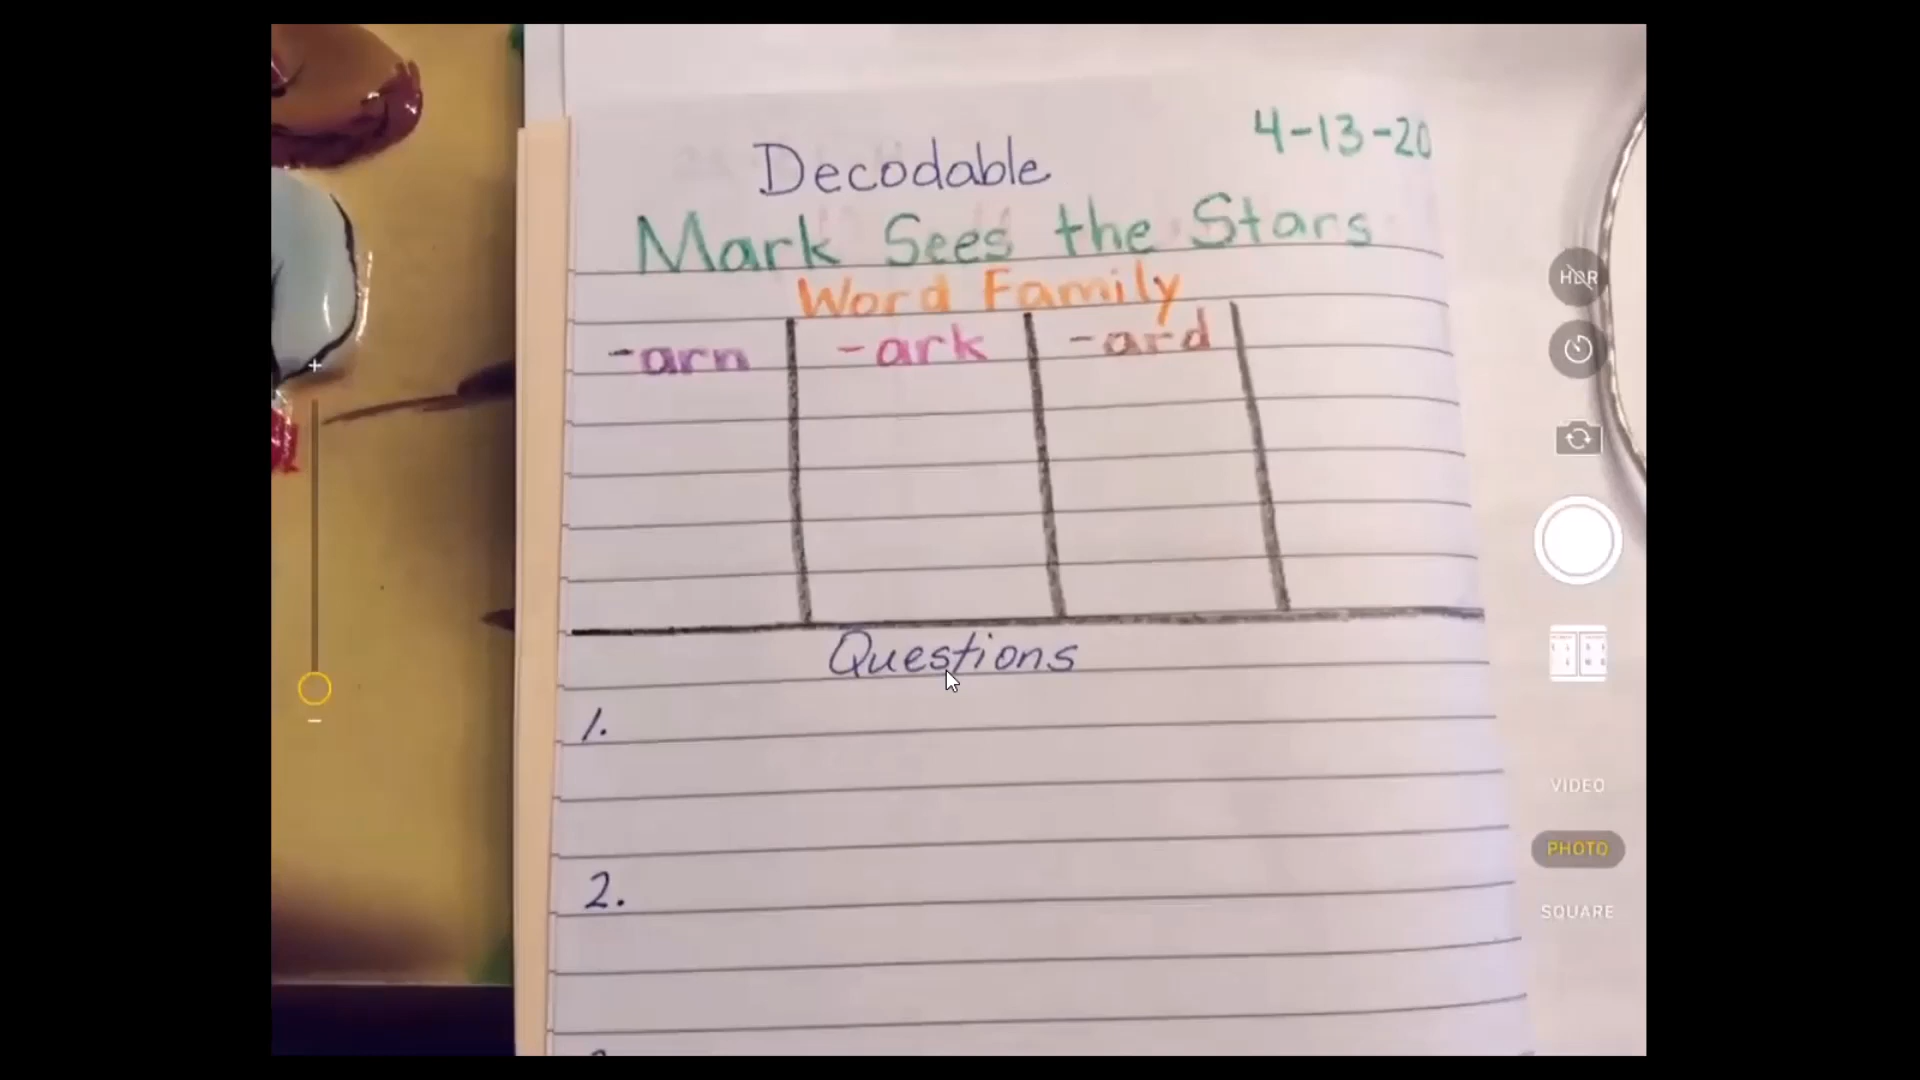 4-13-20
Decodable
Mark Sees the Stars
Word Family
-arn -ark -ard
Questions
1.
2.
HDR
VIDEO
PHOTO
SQUARE